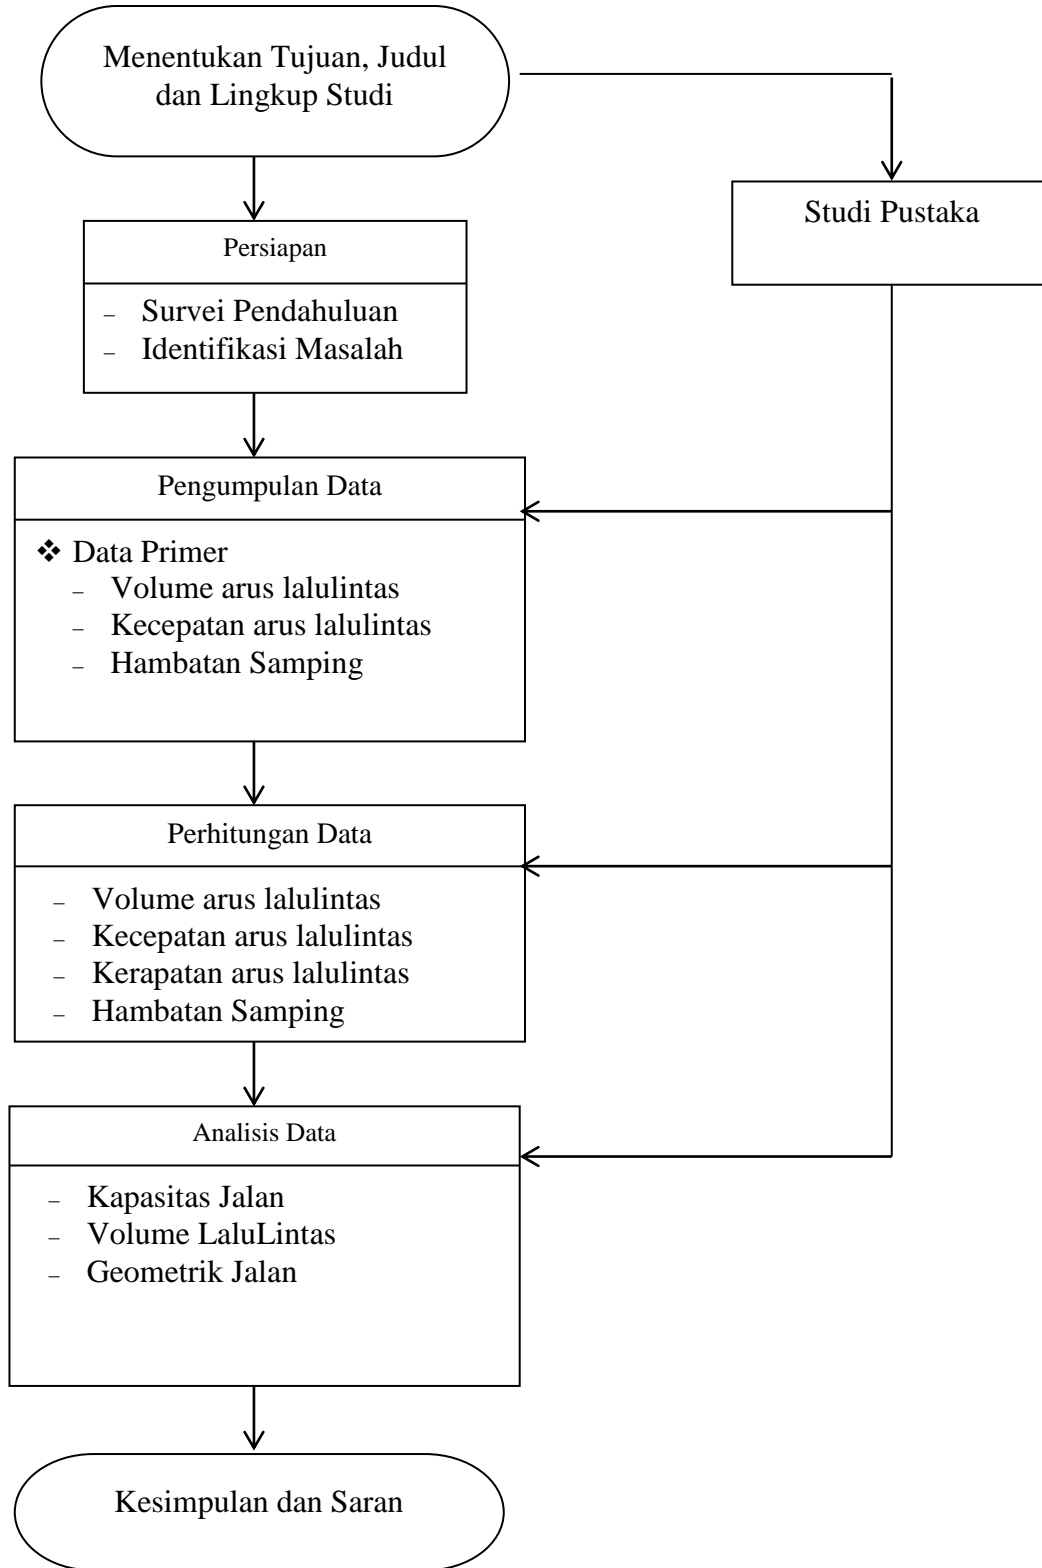 Menentukan Tujuan, Judul
dan Lingkup Studi
Studi Pustaka
Persiapan
– Survei Pendahuluan
– Identifikasi Masalah
Pengumpulan Data
❖ Data Primer
– Volume arus lalulintas
– Kecepatan arus lalulintas
– Hambatan Samping
Perhitungan Data
– Volume arus lalulintas
– Kecepatan arus lalulintas
– Kerapatan arus lalulintas
– Hambatan Samping
Analisis Data
– Kapasitas Jalan
– Volume LaluLintas
– Geometrik Jalan
Kesimpulan dan Saran